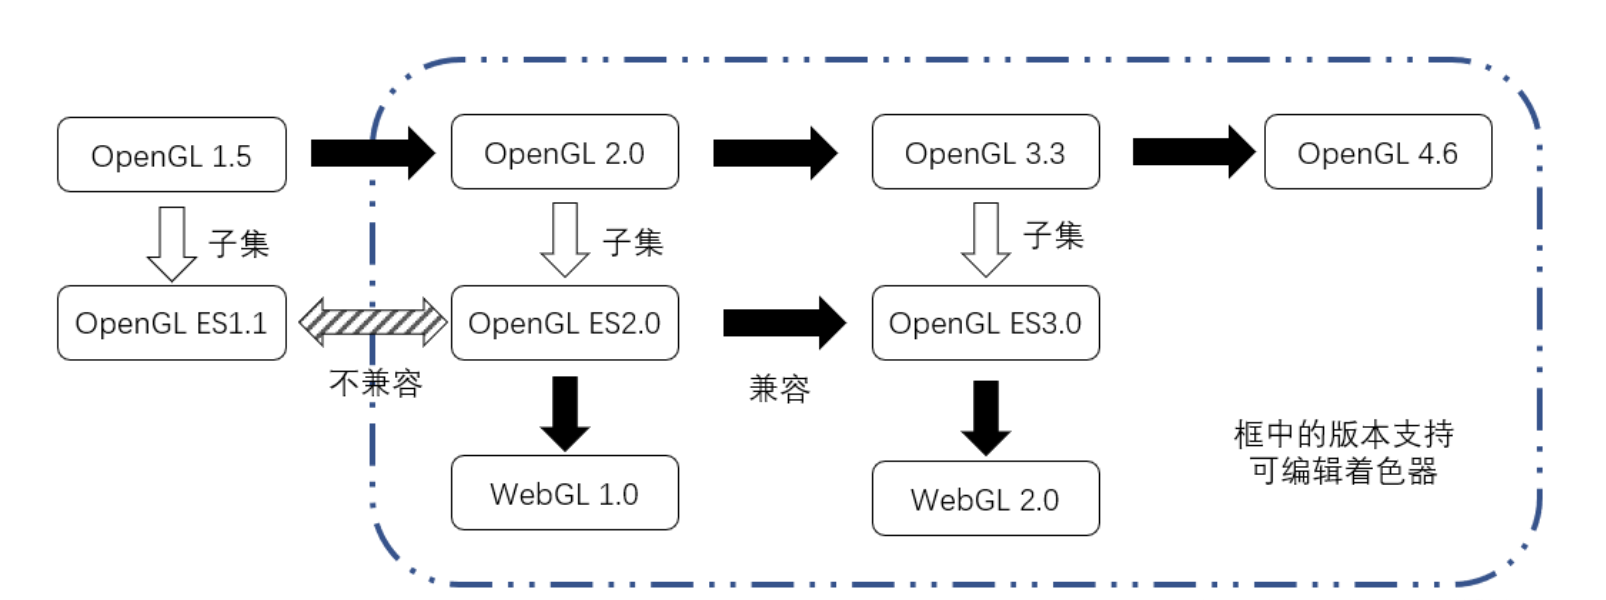 OpenGL 1.5
OpenGL 2.0
OpenGL 3.3
OpenGL 4.6
子集
子集
子集
OpenGL ES1.1
OpenGL ES2.0
OpenGL ES3.0
不兼容
兼容
WebGL 1.0
WebGL 2.0
框中的版本支持
可编辑着色器